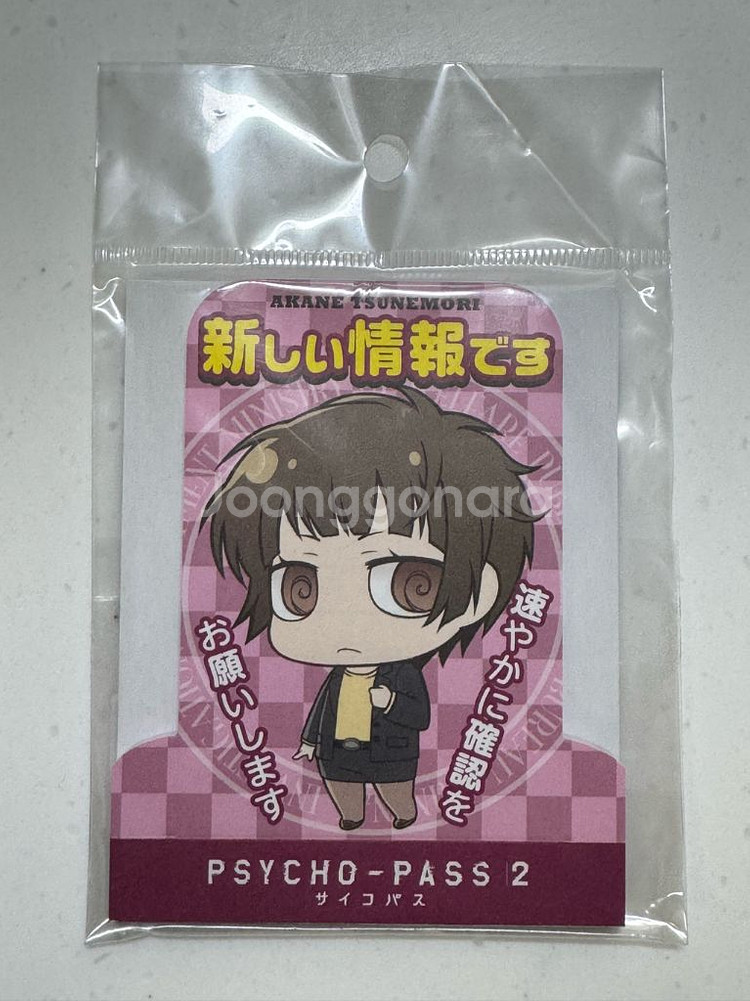 AKANE TSUNEMORI
新しい情報です
速やかに確認を
お願いします
Joonggonara
PSYCHO-PASS 2
サイコパス